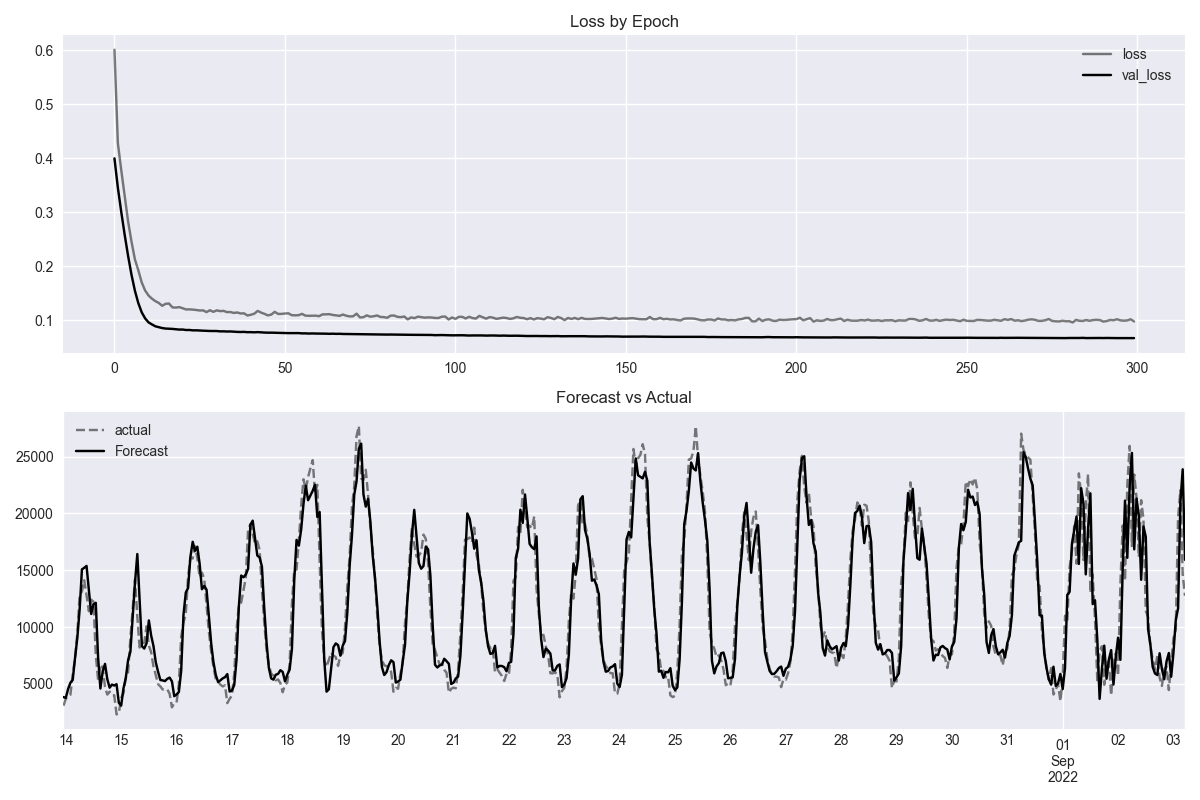 Loss by Epoch
0.6
0.5
0.4
0.3
0.2
0.1
loss
val_loss
0 50 100 150 200 250 300
Forecast vs Actual
actual
Forecast
25000
20000
15000
10000
5000
14 15 16 17 18 19 20 21 22 23 24 25 26 27 28 29 30 31 01 02 03
Sep
2022